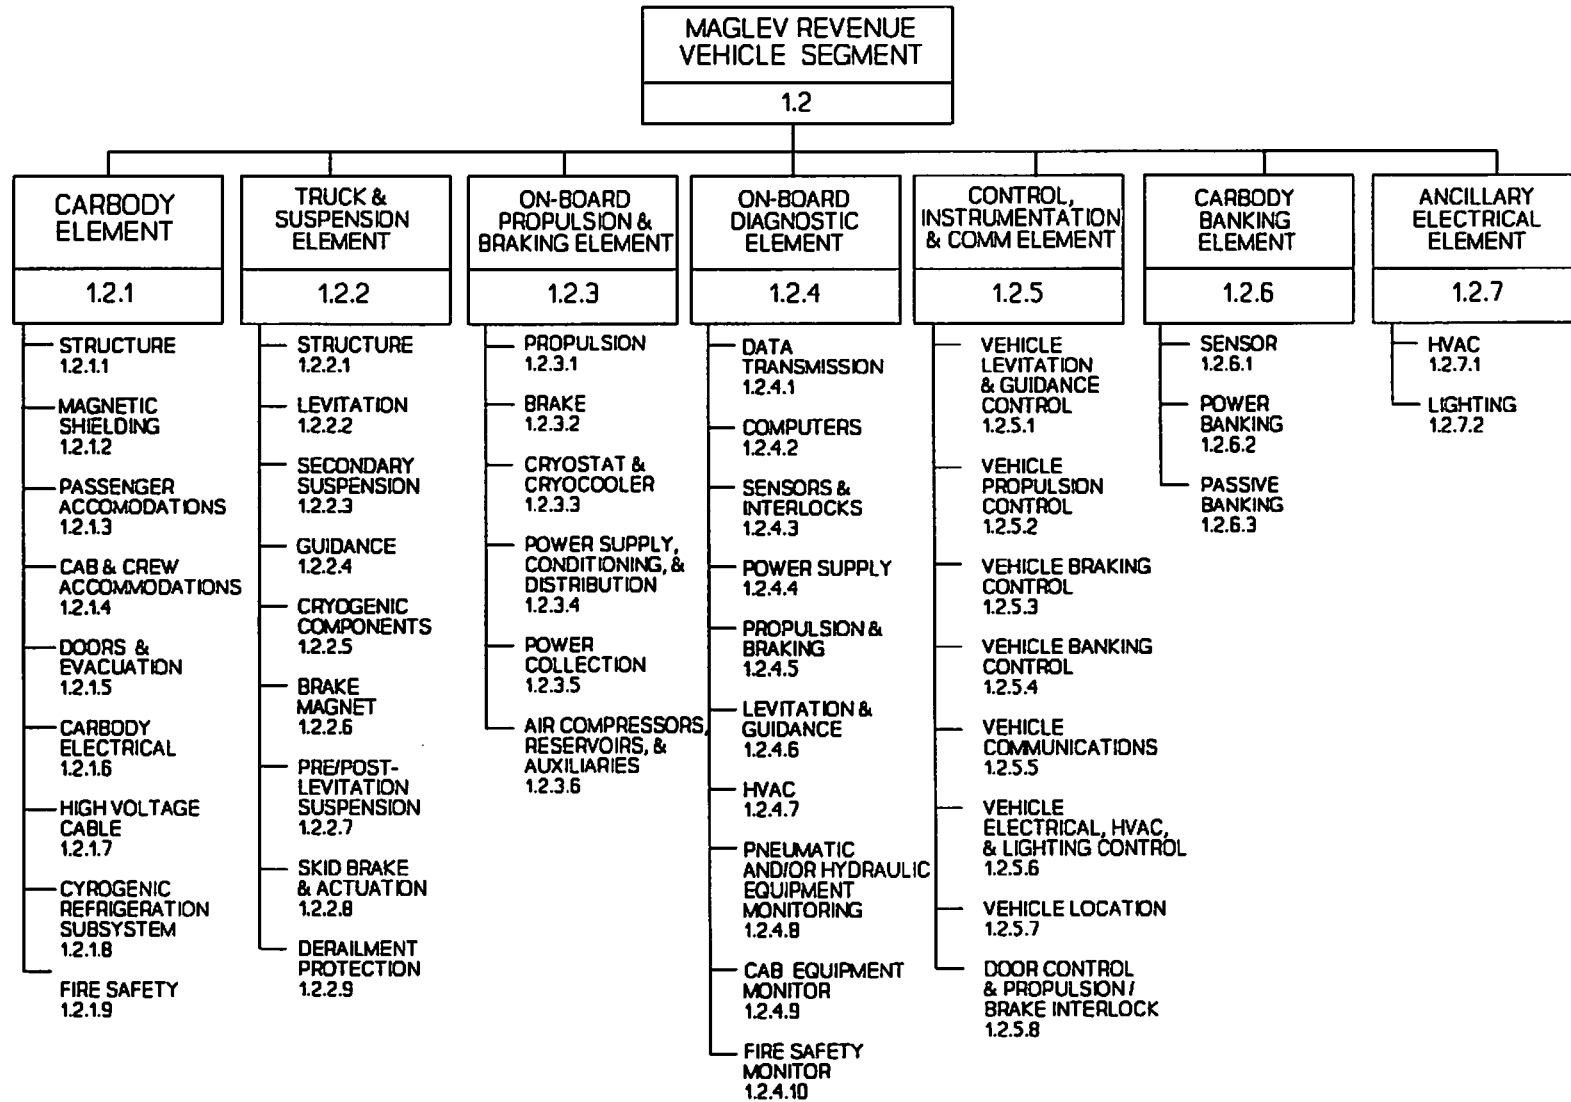 MAGLEV REVENUE
VEHICLE SEGMENT
1.2
CARBODY
ELEMENT
1.2.1
STRUCTURE
1.2.1.1
MAGNETIC
SHIELDING
1.2.1.2
PASSENGER
ACCOMODATIONS
1.2.1.3
CAB & CREW
ACCOMMODATIONS
1.2.1.4
DOORS &
EVACUATION
1.2.1.5
CARBODY
ELECTRICAL
1.2.1.6
HIGH VOLTAGE
CABLE
1.2.1.7
CYROGENIC
REFRIGERATION
SUBSYSTEM
1.2.1.8
FIRE SAFETY
1.2.1.9
TRUCK &
SUSPENSION
ELEMENT
1.2.2
STRUCTURE
1.2.2.1
LEVITATION
1.2.2.2
SECONDARY
SUSPENSION
1.2.2.3
GUIDANCE
1.2.2.4
CRYOGENIC
COMPONENTS
1.2.2.5
BRAKE
MAGNET
1.2.2.6
PRE/POST-
LEVITATION
SUSPENSION
1.2.2.7
SKID BRAKE
& ACTUATION
1.2.2.8
DERAILMENT
PROTECTION
1.2.2.9
ON-BOARD
PROPULSION &
BRAKING ELEMENT
1.2.3
PROPULSION
1.2.3.1
BRAKE
1.2.3.2
CRYOSTAT &
CRYOCOOLER
1.2.3.3
POWER SUPPLY,
CONDITIONING, &
DISTRIBUTION
1.2.3.4
POWER
COLLECTION
1.2.3.5
AIR COMPRESSORS,
RESERVOIRS, &
AUXILIARIES
1.2.3.6
ON-BOARD
DIAGNOSTIC
ELEMENT
1.2.4
DATA
TRANSMISSION
1.2.4.1
COMPUTERS
1.2.4.2
SENSORS &
INTERLOCKS
1.2.4.3
POWER SUPPLY
1.2.4.4
PROPULSION &
BRAKING
1.2.4.5
LEVITATION &
GUIDANCE
1.2.4.6
HVAC
1.2.4.7
PNEUMATIC
AND/OR HYDRAULIC
EQUIPMENT
MONITORING
1.2.4.8
CAB EQUIPMENT
MONITOR
1.2.4.9
FIRE SAFETY
MONITOR
1.2.4.10
CONTROL,
INSTRUMENTATION
& COMM ELEMENT
1.2.5
VEHICLE
LEVITATION
& GUIDANCE
CONTROL
1.2.5.1
VEHICLE
PROPULSION
CONTROL
1.2.5.2
VEHICLE BRAKING
CONTROL
1.2.5.3
VEHICLE BANKING
CONTROL
1.2.5.4
VEHICLE
COMMUNICATIONS
1.2.5.5
VEHICLE
ELECTRICAL, HVAC,
& LIGHTING CONTROL
1.2.5.6
VEHICLE LOCATION
1.2.5.7
DOOR CONTROL
& PROPULSION /
BRAKE INTERLOCK
1.2.5.8
CARBODY
BANKING
ELEMENT
1.2.6
SENSOR
1.2.6.1
POWER
BANKING
1.2.6.2
PASSIVE
BANKING
1.2.6.3
ANCILLARY
ELECTRICAL
ELEMENT
1.2.7
HVAC
1.2.7.1
LIGHTING
1.2.7.2